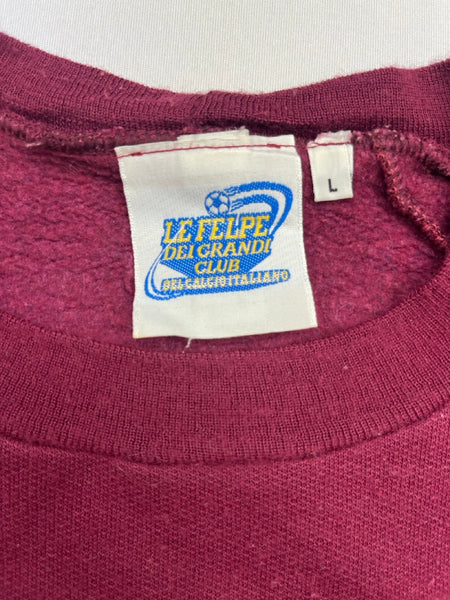 LE FELPE
DEI GRANDI
CLUB
DEL CALCIO ITALIANO
L